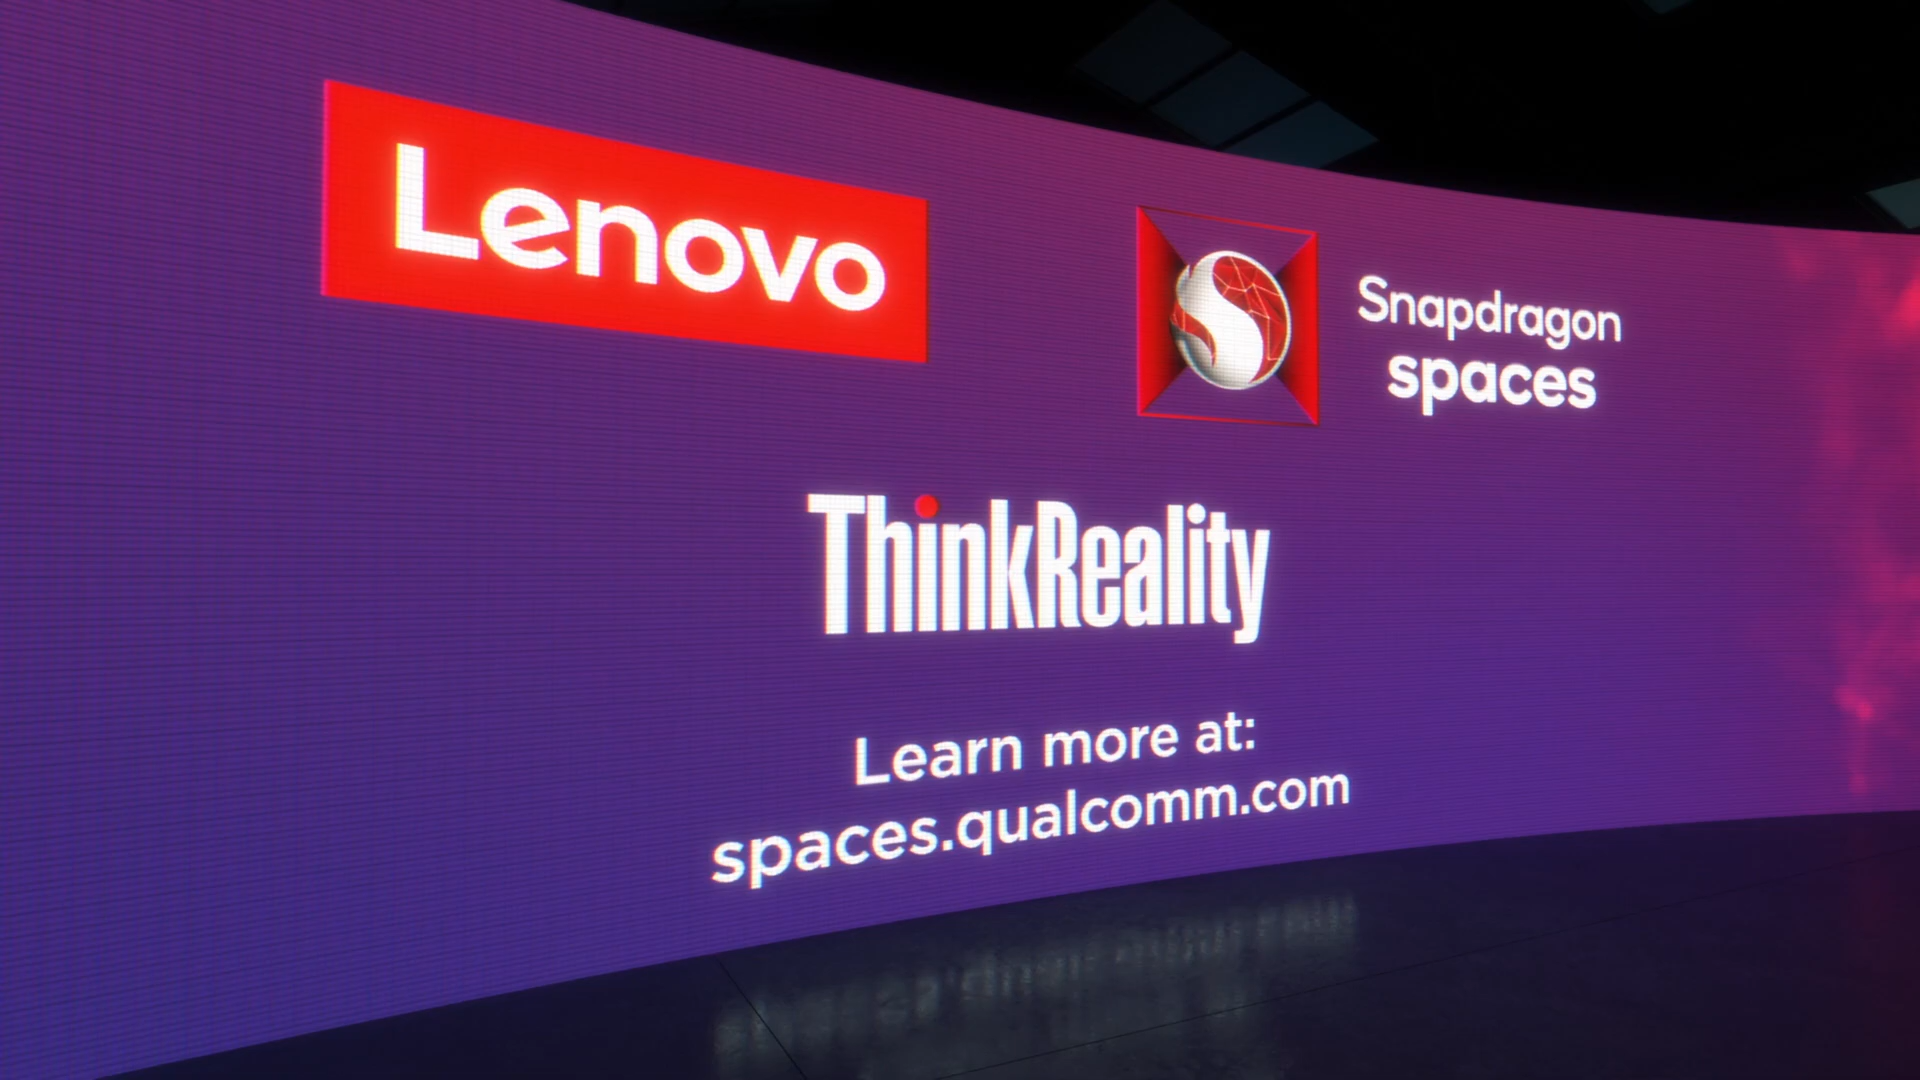 Lenovo
Snapdragon
spaces
ThinkReality
Learn more at:
spaces.qualcomm.com